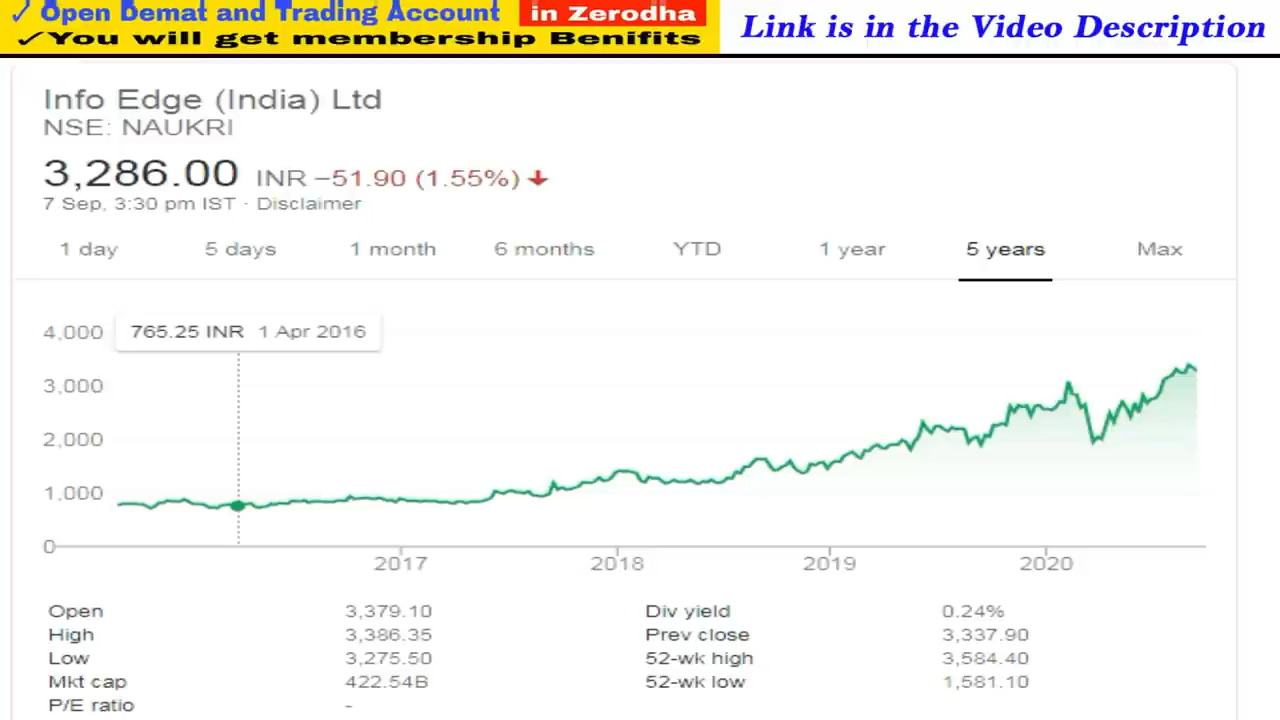 ✓ Open Demat and Trading Account in Zerodha
✓You will get membership Benifits
Link is in the Video Description
Info Edge (India) Ltd
NSE: NAUKRI
3,286.00 INR −51.90 (1.55%) ↓
7 Sep, 3:30 pm IST · Disclaimer
1 day 5 days 1 month 6 months YTD 1 year 5 years Max
4,000
765.25 INR 1 Apr 2016
3,000
2,000
1,000
0
2017 2018 2019 2020
Open 3,379.10 Div yield 0.24%
High 3,386.35 Prev close 3,337.90
Low 3,275.50 52-wk high 3,584.40
Mkt cap 422.54B 52-wk low 1,581.10
P/E ratio -